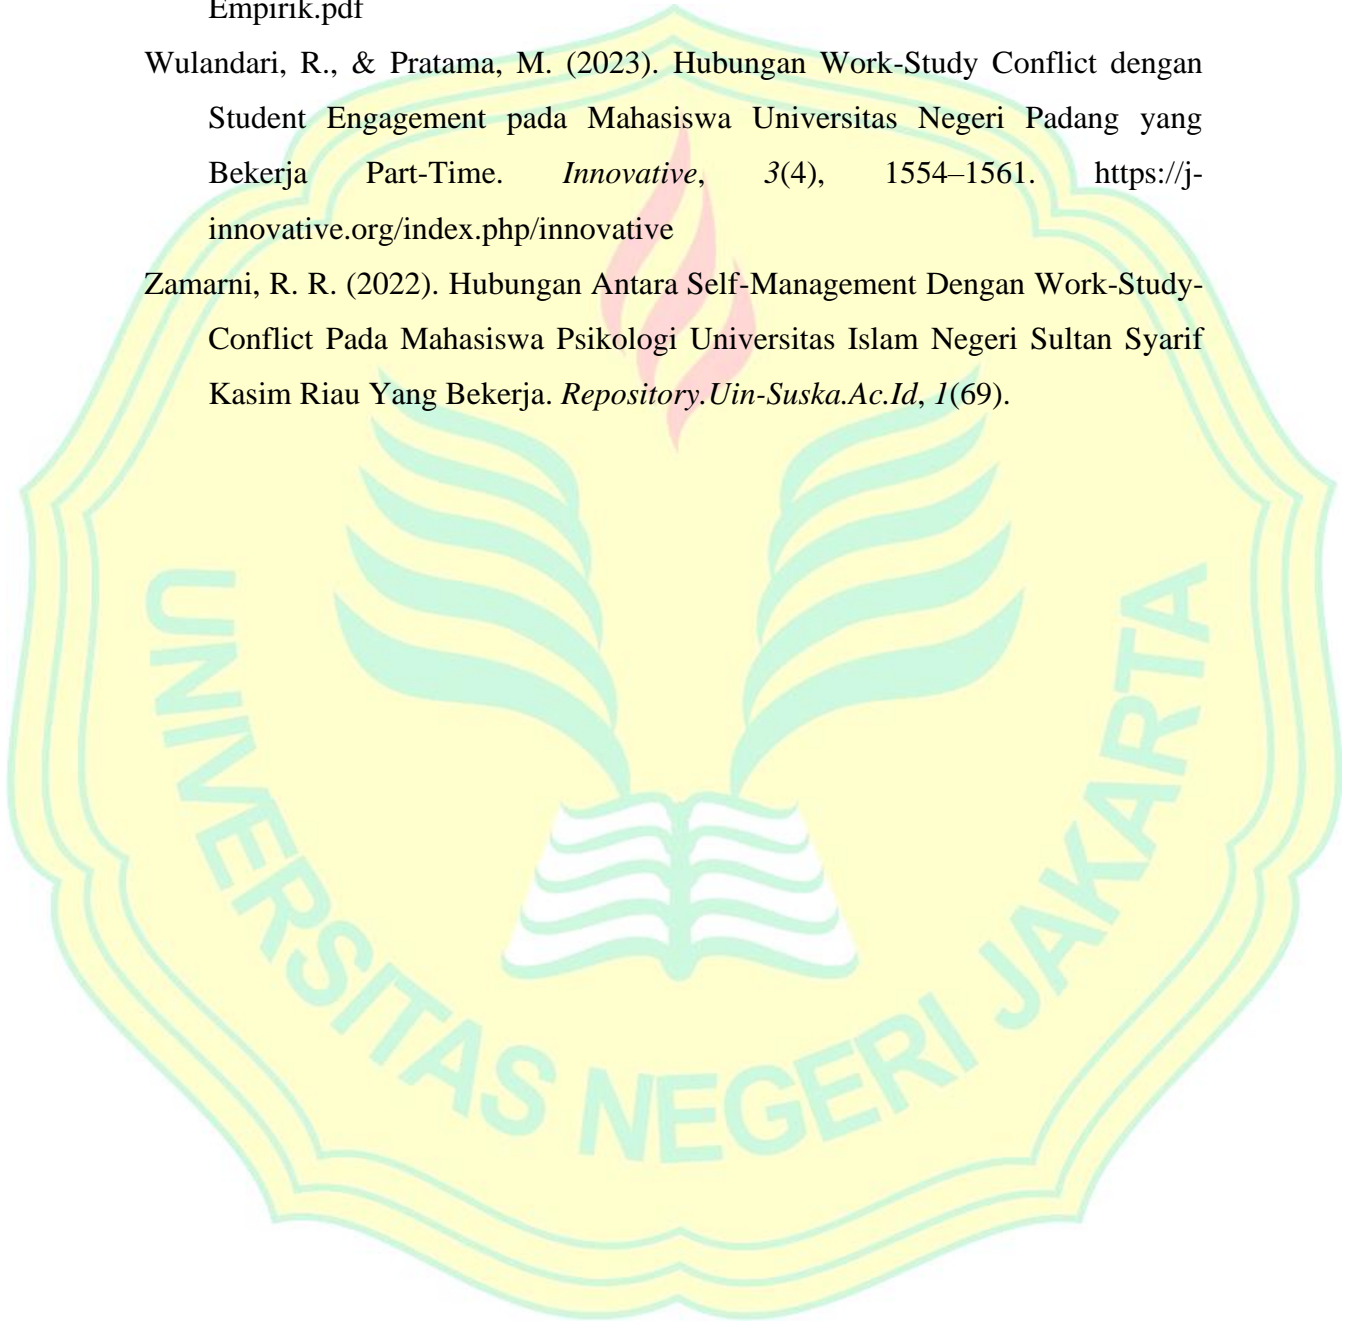 Empirik.pdf
Wulandari, R., & Pratama, M. (2023). Hubungan Work-Study Conflict dengan
Student Engagement pada Mahasiswa Universitas Negeri Padang yang
Bekerja Part-Time. Innovative, 3(4), 1554–1561. https://j-
innovative.org/index.php/innovative
Zamarni, R. R. (2022). Hubungan Antara Self-Management Dengan Work-Study-
Conflict Pada Mahasiswa Psikologi Universitas Islam Negeri Sultan Syarif
Kasim Riau Yang Bekerja. Repository.Uin-Suska.Ac.Id, 1(69).
UNIVERSITAS NEGERI JAKARTA